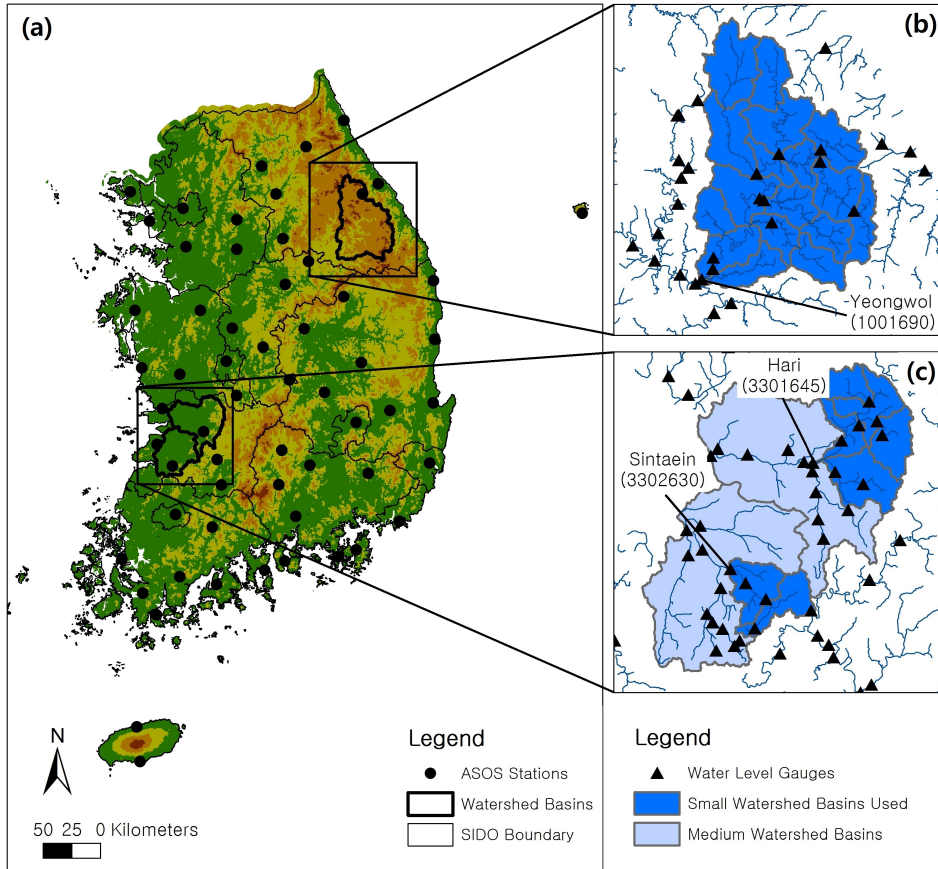 (a)
(b)
Yeongwol
(1001690)
(c)
Hari
(3301645)
Sintaein
(3302630)
N
50 25 0 Kilometers
Legend
ASOS Stations
Watershed Basins
SIDO Boundary
Legend
Water Level Gauges
Small Watershed Basins Used
Medium Watershed Basins